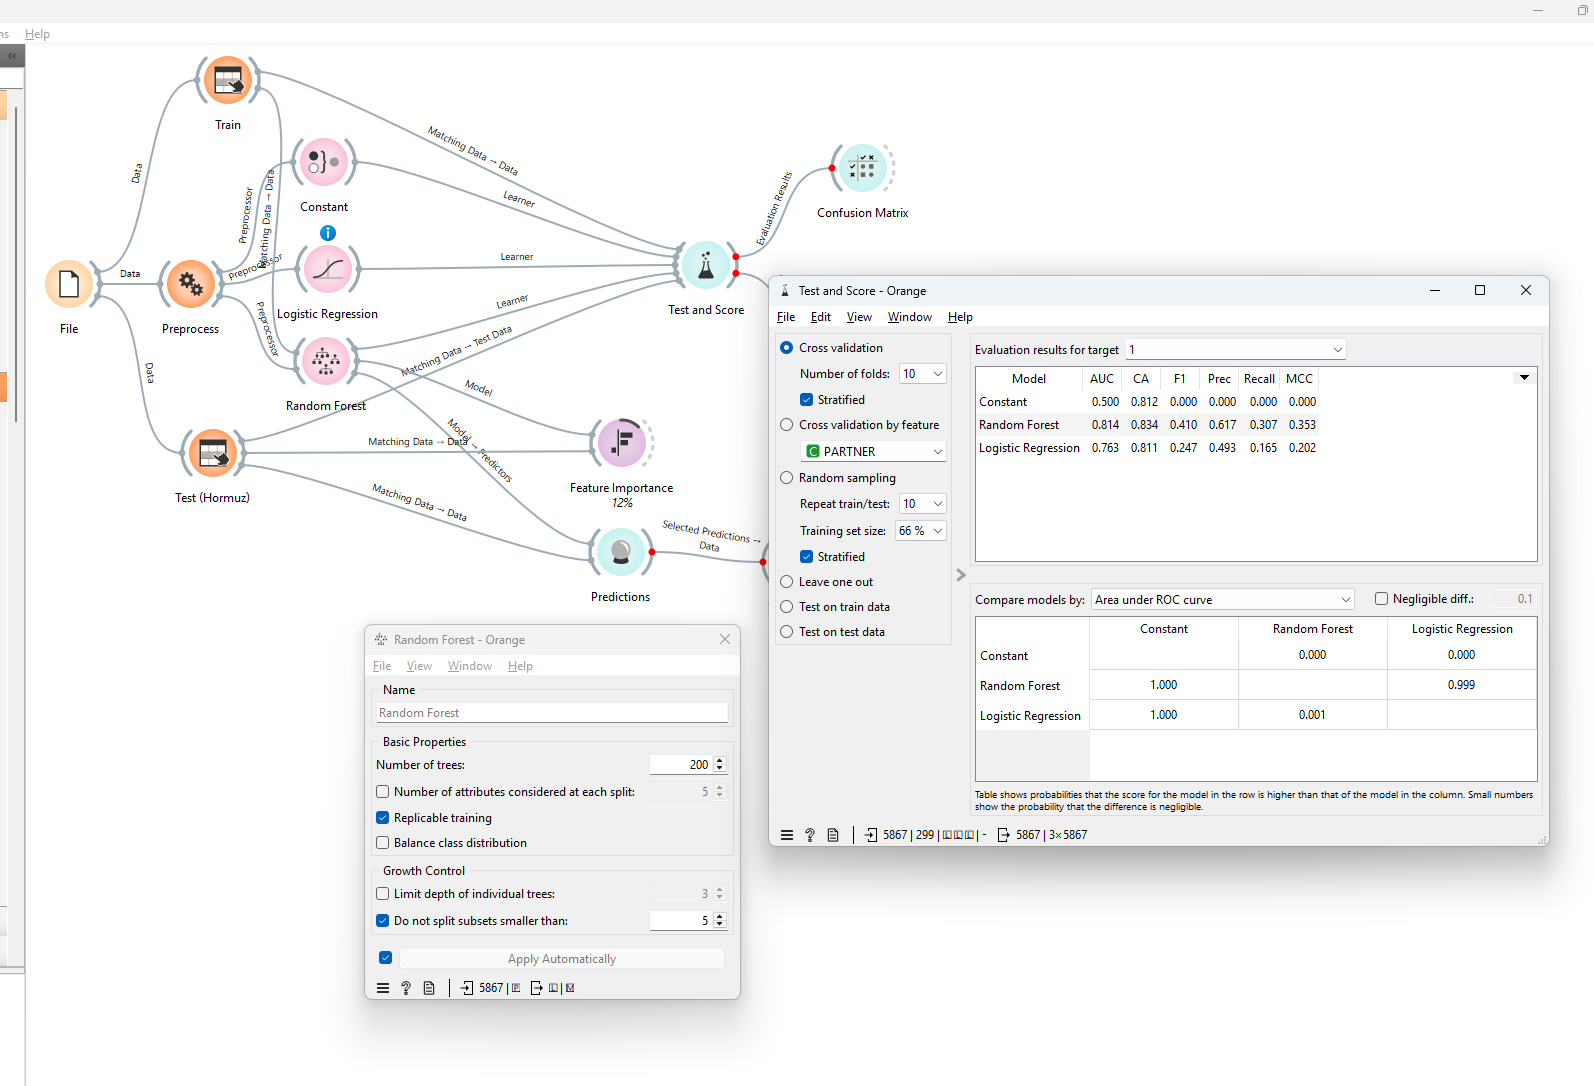 ns Help
Train
Constant
Logistic Regression
Random Forest
File
Preprocess
Test (Hormuz)
Test and Score
Confusion Matrix
Feature Importance
12%
Predictions
Data
Data
Data
Preprocessor
Matching Data → Data
Preprocessor
Preprocessor
Matching Data → Data
Learner
Learner
Learner
Matching Data → Test Data
Model
Matching Data → Data
Model → Predictors
Matching Data → Data
Evaluation Results
Selected Predictions →
Data
Test and Score - Orange
File Edit View Window Help
Cross validation
Number of folds: 10
Stratified
Cross validation by feature
C PARTNER
Random sampling
Repeat train/test: 10
Training set size: 66 %
Stratified
Leave one out
Test on train data
Test on test data
Evaluation results for target 1
Model AUC CA F1 Prec Recall MCC
Constant 0.500 0.812 0.000 0.000 0.000 0.000
Random Forest 0.814 0.834 0.410 0.617 0.307 0.353
Logistic Regression 0.763 0.811 0.247 0.493 0.165 0.202
Compare models by: Area under ROC curve Negligible diff.: 0.1
Constant Random Forest Logistic Regression
Constant 0.000 0.000
Random Forest 1.000 0.999
Logistic Regression 1.000 0.001
Table shows probabilities that the score for the model in the row is higher than that of the model in the column. Small numbers
show the probability that the difference is negligible.
5867 | 299 | L L L | - 5867 | 3×5867
Random Forest - Orange
File View Window Help
Name
Random Forest
Basic Properties
Number of trees: 200
Number of attributes considered at each split: 5
Replicable training
Balance class distribution
Growth Control
Limit depth of individual trees: 3
Do not split subsets smaller than: 5
Apply Automatically
5867 | P L | M